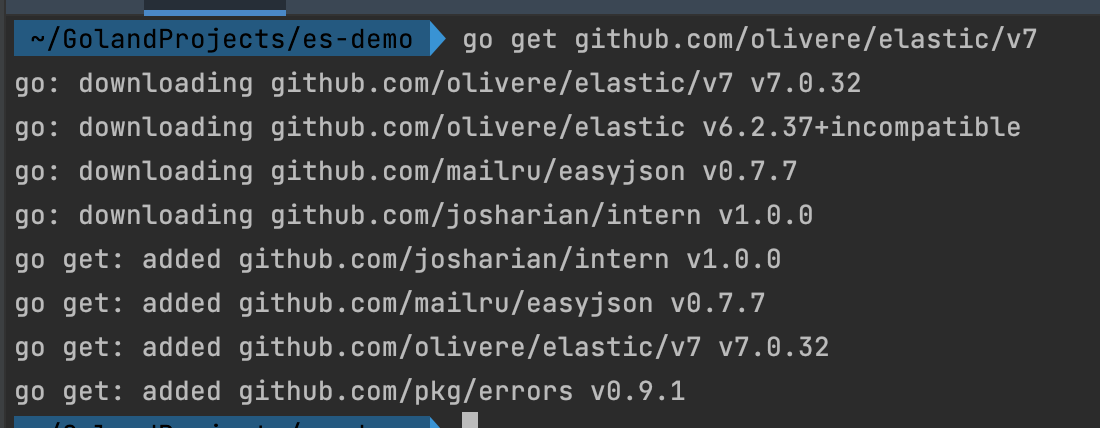 ~/GolandProjects/es-demo go get github.com/olivere/elastic/v7
go: downloading github.com/olivere/elastic/v7 v7.0.32
go: downloading github.com/olivere/elastic v6.2.37+incompatible
go: downloading github.com/mailru/easyjson v0.7.7
go: downloading github.com/josharian/intern v1.0.0
go get: added github.com/josharian/intern v1.0.0
go get: added github.com/mailru/easyjson v0.7.7
go get: added github.com/olivere/elastic/v7 v7.0.32
go get: added github.com/pkg/errors v0.9.1